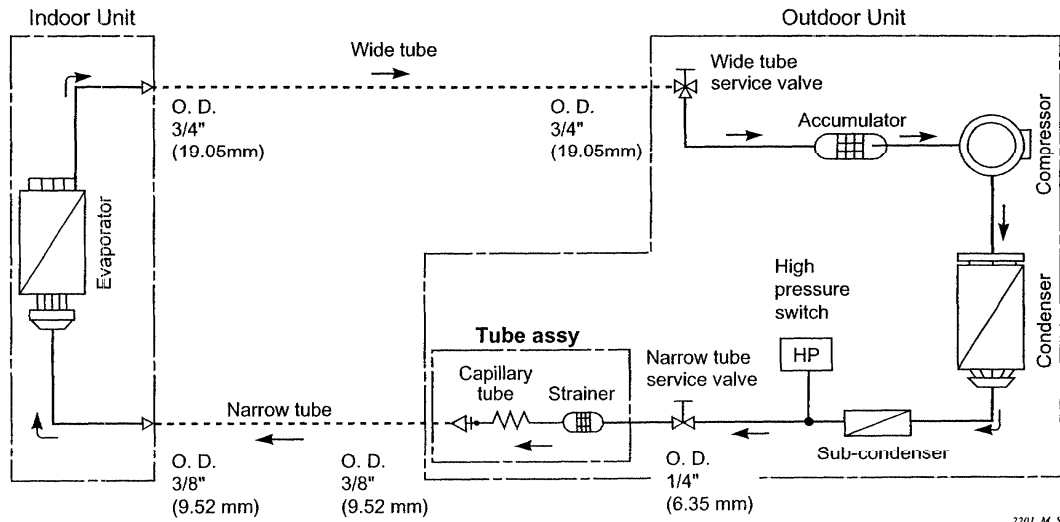 Indoor Unit
Outdoor Unit
Wide tube
Wide tube
service valve
O. D.
3/4"
(19.05mm)
O. D.
3/4"
(19.05mm)
Accumulator
Compressor
Evaporator
High
pressure
switch
Condenser
Tube assy
HP
Capillary
tube
Strainer
Narrow tube
service valve
Narrow tube
Sub-condenser
O. D.
3/8"
(9.52 mm)
O. D.
3/8"
(9.52 mm)
O. D.
1/4"
(6.35 mm)